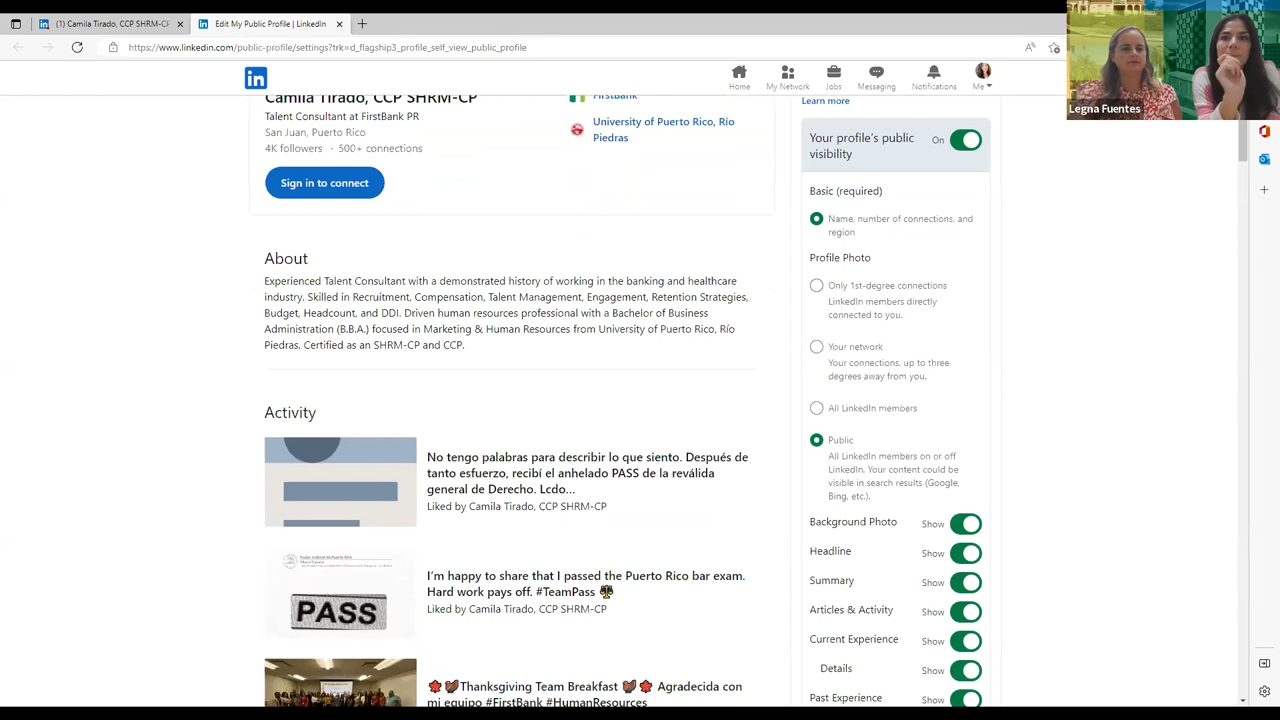 (1) Camila Tirado, CCP SHRM-CP
Edit My Public Profile | LinkedIn
https://www.linkedin.com/public-profile/settings?trk=d_flagship3_profile_self_view_public_profile
Legna Fuentes
in
Home
My Network
Jobs
Messaging
Notifications
Me
Camila Tirado, CCP SHRM-CP
Talent Consultant at FirstBank PR
San Juan, Puerto Rico
4K followers · 500+ connections
Sign in to connect
FirstBank
University of Puerto Rico, Río
Piedras
About
Experienced Talent Consultant with a demonstrated history of working in the banking and healthcare
industry. Skilled in Recruitment, Compensation, Talent Management, Engagement, Retention Strategies,
Budget, Headcount, and DDI. Driven human resources professional with a Bachelor of Business
Administration (B.B.A.) focused in Marketing & Human Resources from University of Puerto Rico, Río
Piedras. Certified as an SHRM-CP and CCP.
Activity
No tengo palabras para describir lo que siento. Después de
tanto esfuerzo, recibí el anhelado PASS de la reválida
general de Derecho. Lcdo...
Liked by Camila Tirado, CCP SHRM-CP
PASS
I'm happy to share that I passed the Puerto Rico bar exam.
Hard work pays off. #TeamPass
Liked by Camila Tirado, CCP SHRM-CP
Thanksgiving Team Breakfast Agradecida con
mi equipo #FirstBank #HumanResources
Learn more
Your profile's public
visibility
On
Basic (required)
Name, number of connections, and
region
Profile Photo
Only 1st-degree connections
LinkedIn members directly
connected to you.
Your network
Your connections, up to three
degrees away from you.
All LinkedIn members
Public
All LinkedIn members on or off
LinkedIn. Your content could be
visible in search results (Google,
Bing, etc.).
Background Photo Show
Headline Show
Summary Show
Articles & Activity Show
Current Experience Show
Details Show
Past Experience Show